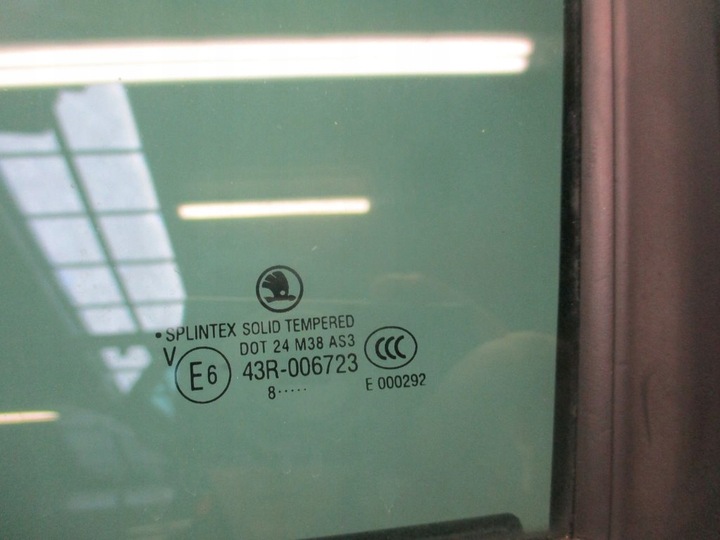 • SPLINTEX SOLID TEMPERED
DOT 24 M38 AS3
V
E6
43R-006723
CCC
E 000292
8·····